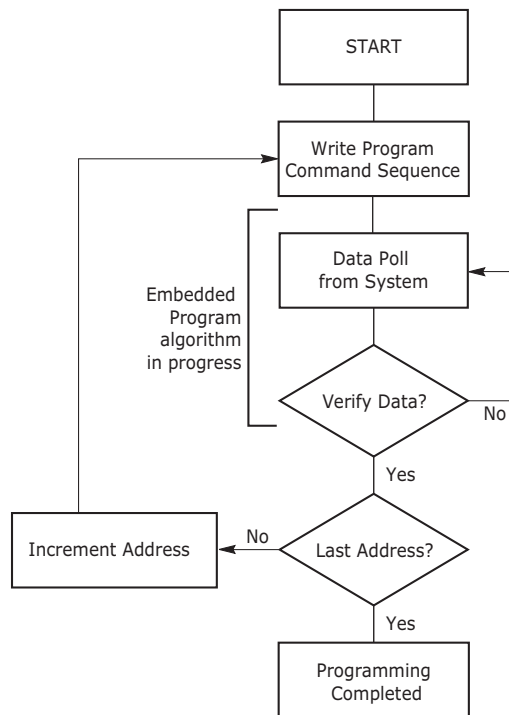 START
Write Program
Command Sequence
Data Poll
from System
Embedded
Program
algorithm
in progress
Verify Data?
No
Yes
Last Address?
No
Increment Address
Yes
Programming
Completed